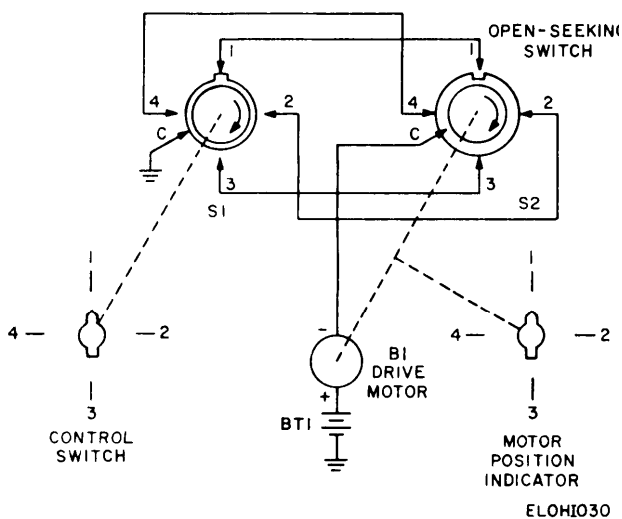 OPEN-SEEKING
SWITCH
1
1
4
2
4
2
C
C
3
3
S1
S2
1
1
4
2
4
2
-
B1
DRIVE
MOTOR
+
BT1
3
3
CONTROL
SWITCH
MOTOR
POSITION
INDICATOR
ELOHI030